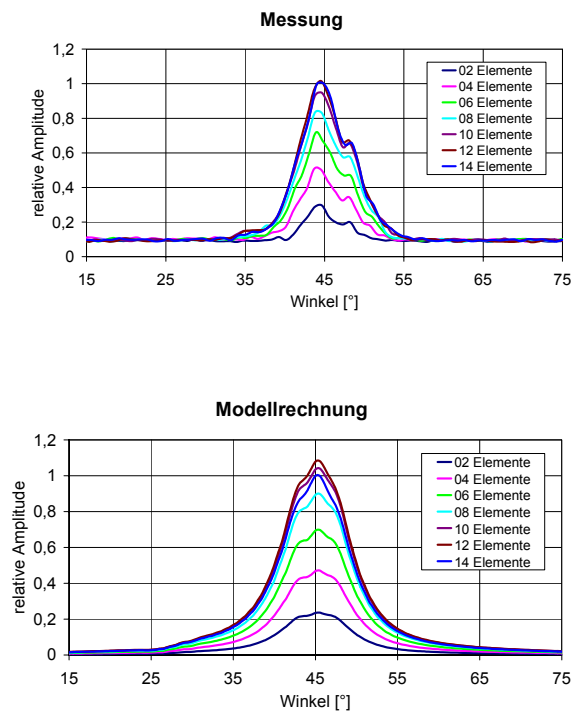 Messung
1,2
1
0,8
0,6
0,4
0,2
0
relative Amplitude
02 Elemente
04 Elemente
06 Elemente
08 Elemente
10 Elemente
12 Elemente
14 Elemente
15 25 35 45 55 65 75
Winkel [°]
Modellrechnung
1,2
1
0,8
0,6
0,4
0,2
0
relative Amplitude
02 Elemente
04 Elemente
06 Elemente
08 Elemente
10 Elemente
12 Elemente
14 Elemente
15 25 35 45 55 65 75
Winkel [°]